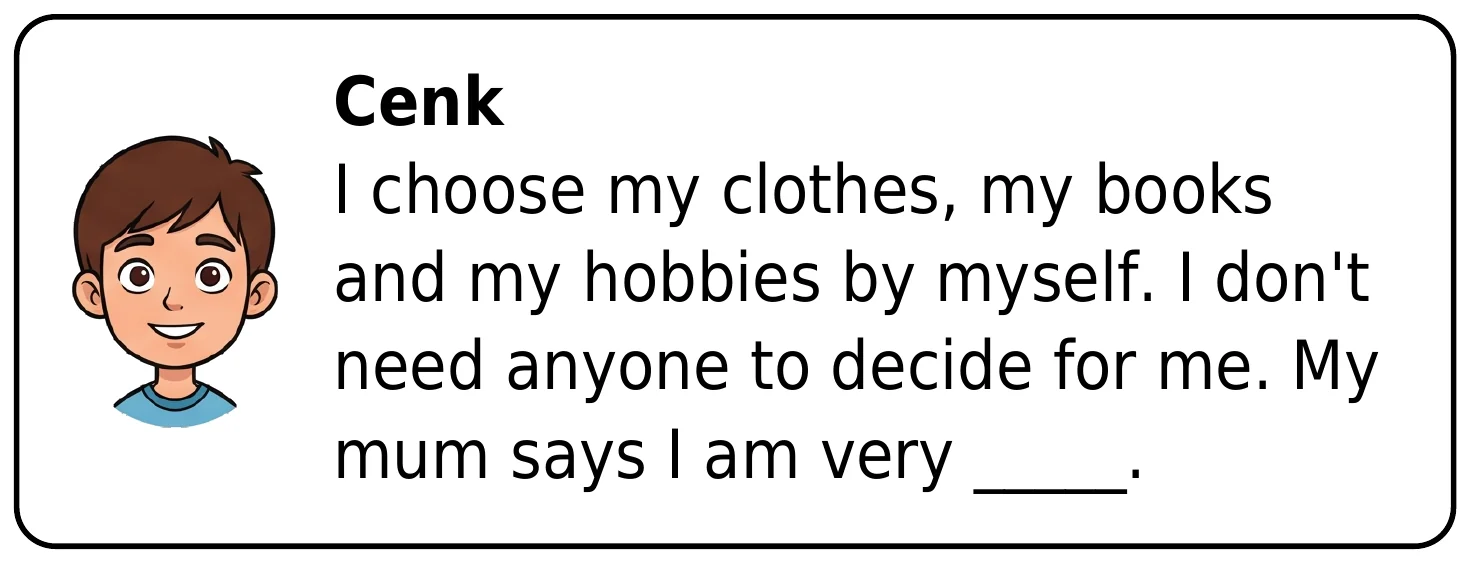 Cenk
I choose my clothes, my books
and my hobbies by myself. I don't
need anyone to decide for me. My
mum says I am very _____.